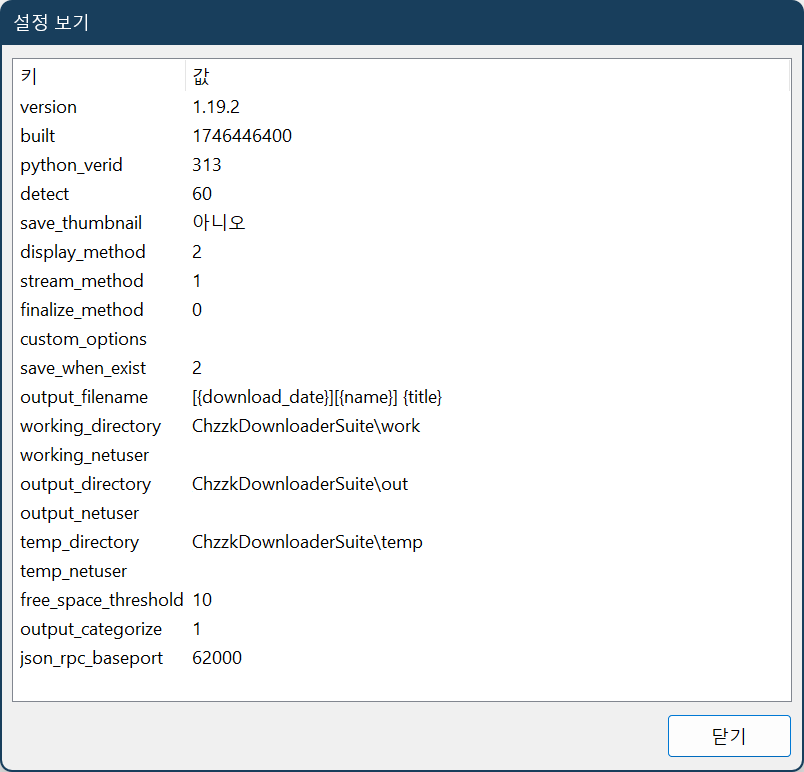 설정 보기
키 값
version 1.19.2
built 1746446400
python_verid 313
detect 60
save_thumbnail 아니오
display_method 2
stream_method 1
finalize_method 0
custom_options
save_when_exist 2
output_filename [{download_date}][{name}] {title}
working_directory ChzzkDownloaderSuite\work
working_netuser
output_directory ChzzkDownloaderSuite\out
output_netuser
temp_directory ChzzkDownloaderSuite\temp
temp_netuser
free_space_threshold 10
output_categorize 1
json_rpc_baseport 62000
닫기